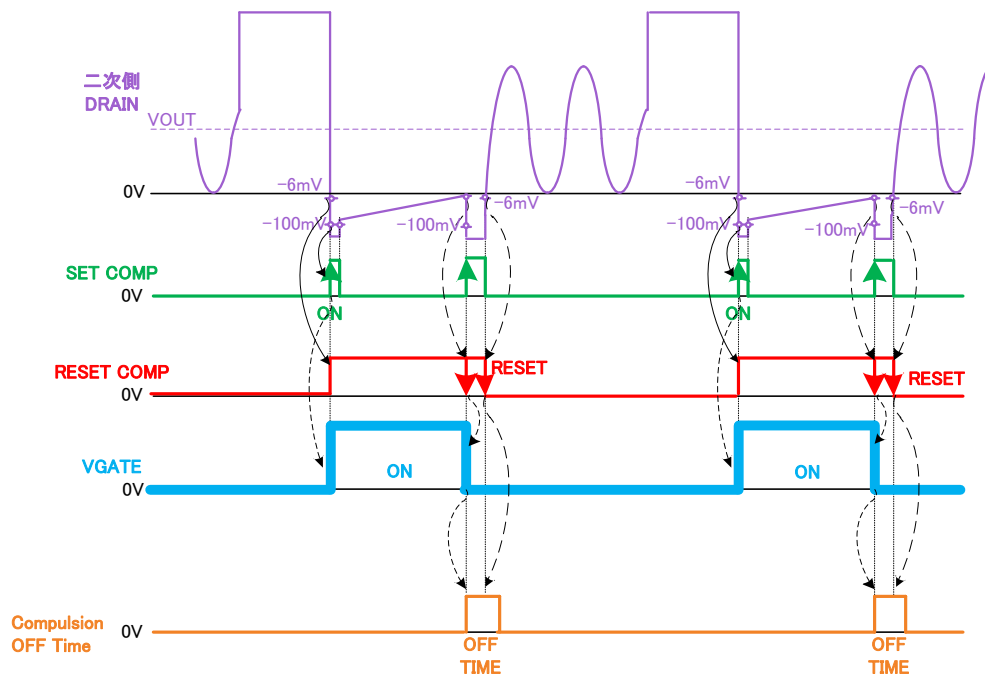 二次側
DRAIN
VOUT
0V
-6mV
-100mV
-100mV
-6mV
-6mV
-100mV
-100mV
-6mV
SET COMP
0V
ON
ON
RESET COMP
0V
RESET
RESET
VGATE
0V
ON
ON
Compulsion
OFF Time
0V
OFF
TIME
OFF
TIME